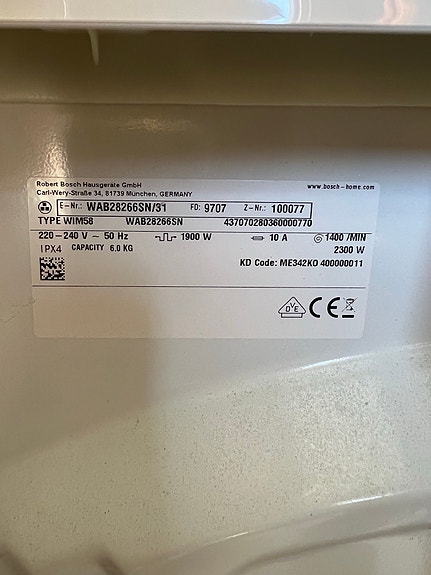 Robert Bosch Hausgeräte GmbH www.bosch-home.com
Carl-Wery-Straße 34, 81739 München, GERMANY
E-Nr.: WAB28266SN/31 FD: 9707 Z-Nr.: 100077
TYPE WIM58 WAB28266SN 437070280360000770
220-240 V ~ 50 Hz 1900 W 10 A 1400 /MIN
IPX4 CAPACITY 6.0 KG 2300 W
KD Code: ME342KO 400000011
DVE CE